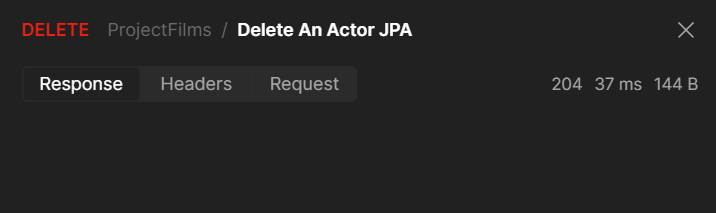 DELETE ProjectFilms / Delete An Actor JPA
Response Headers Request 204 37 ms 144 B